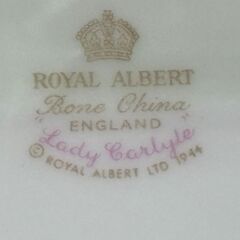 ROYAL ALBERT
Bone China
ENGLAND
"Lady Carlyle"
© ROYAL ALBERT LTD 1944